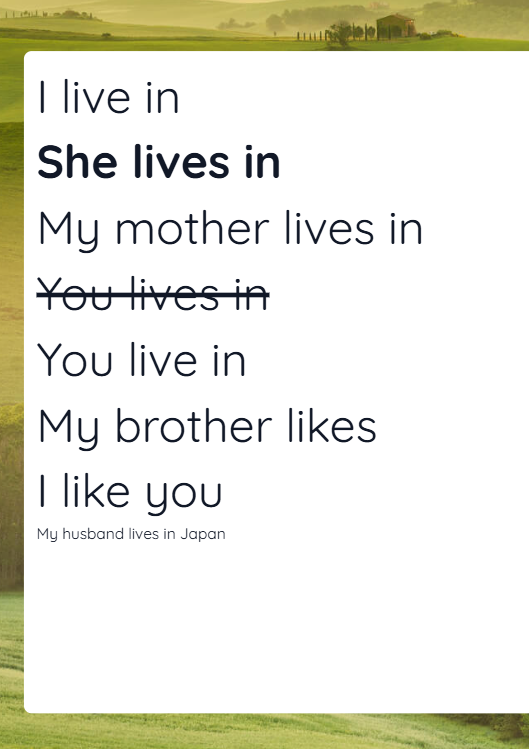 I live in
She lives in
My mother lives in
You lives in
You live in
My brother likes
I like you
My husband lives in Japan